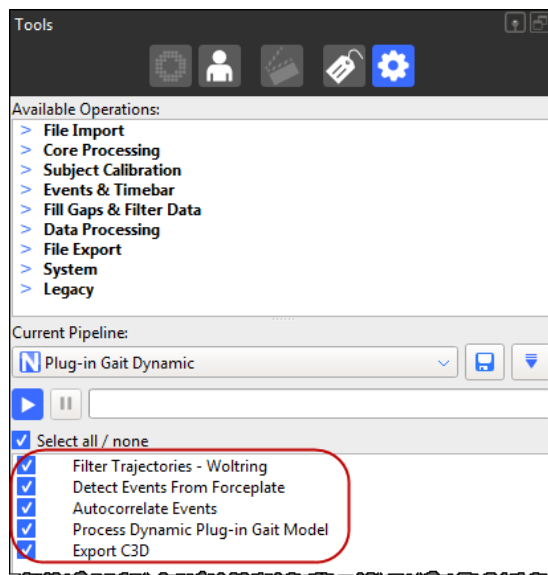 Tools
Available Operations:
> File Import
> Core Processing
> Subject Calibration
> Events & Timebar
> Fill Gaps & Filter Data
> Data Processing
> File Export
> System
> Legacy
Current Pipeline:
N Plug-in Gait Dynamic
Select all / none
Filter Trajectories - Woltring
Detect Events From Forceplate
Autocorrelate Events
Process Dynamic Plug-in Gait Model
Export C3D